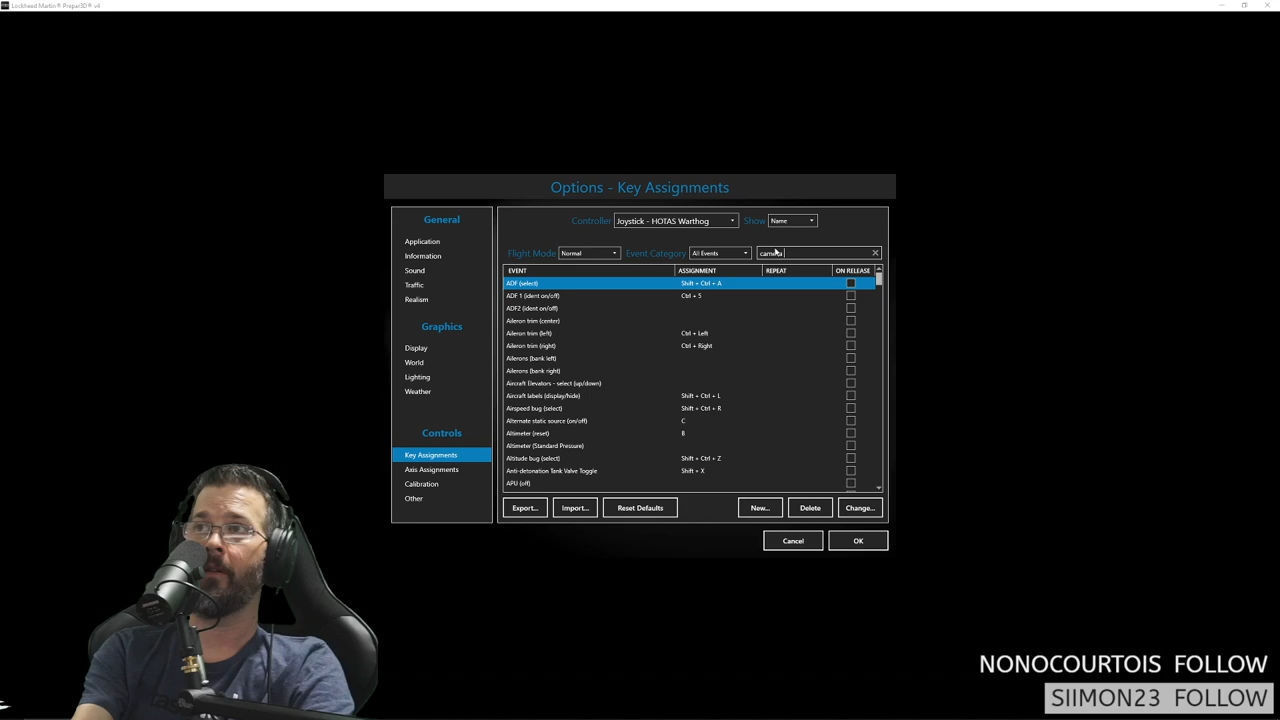 Lockheed Martin® Prepar3D® v4
Options - Key Assignments
General
Application
Information
Sound
Traffic
Realism
Graphics
Display
World
Lighting
Weather
Controls
Key Assignments
Axis Assignments
Calibration
Other
Controller Joystick - HOTAS Warthog Show Name
Flight Mode Normal Event Category All Events camera
EVENT ASSIGNMENT REPEAT ON RELEASE
ADF (select) Shift + Ctrl + A
ADF 1 (ident on/off) Ctrl + 5
ADF2 (ident on/off)
Aileron trim (center)
Aileron trim (left) Ctrl + Left
Aileron trim (right) Ctrl + Right
Ailerons (bank left)
Ailerons (bank right)
Aircraft Elevators - select (up/down)
Aircraft labels (display/hide) Shift + Ctrl + L
Airspeed bug (select) Shift + Ctrl + R
Alternate static source (on/off) C
Altimeter (reset) B
Altimeter (Standard Pressure)
Altitude bug (select) Shift + Ctrl + Z
Anti-detonation Tank Valve Toggle Shift + X
APU (off)
Export... Import... Reset Defaults New... Delete Change...
Cancel OK
NONOCOURTOIS FOLLOW
SIIMON23 FOLLOW